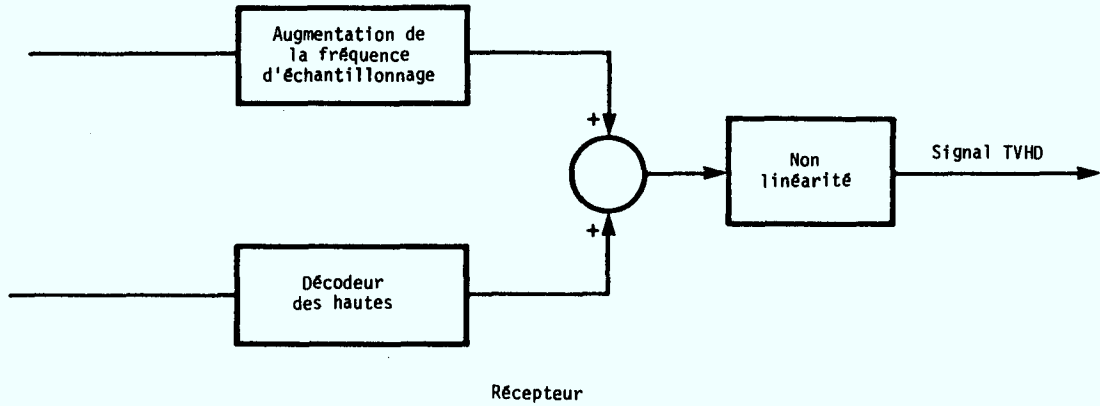 Augmentation de
la fréquence
d'échantillonnage
+
Non
linéarité
Signal TVHD
+
Décodeur
des hautes
Récepteur